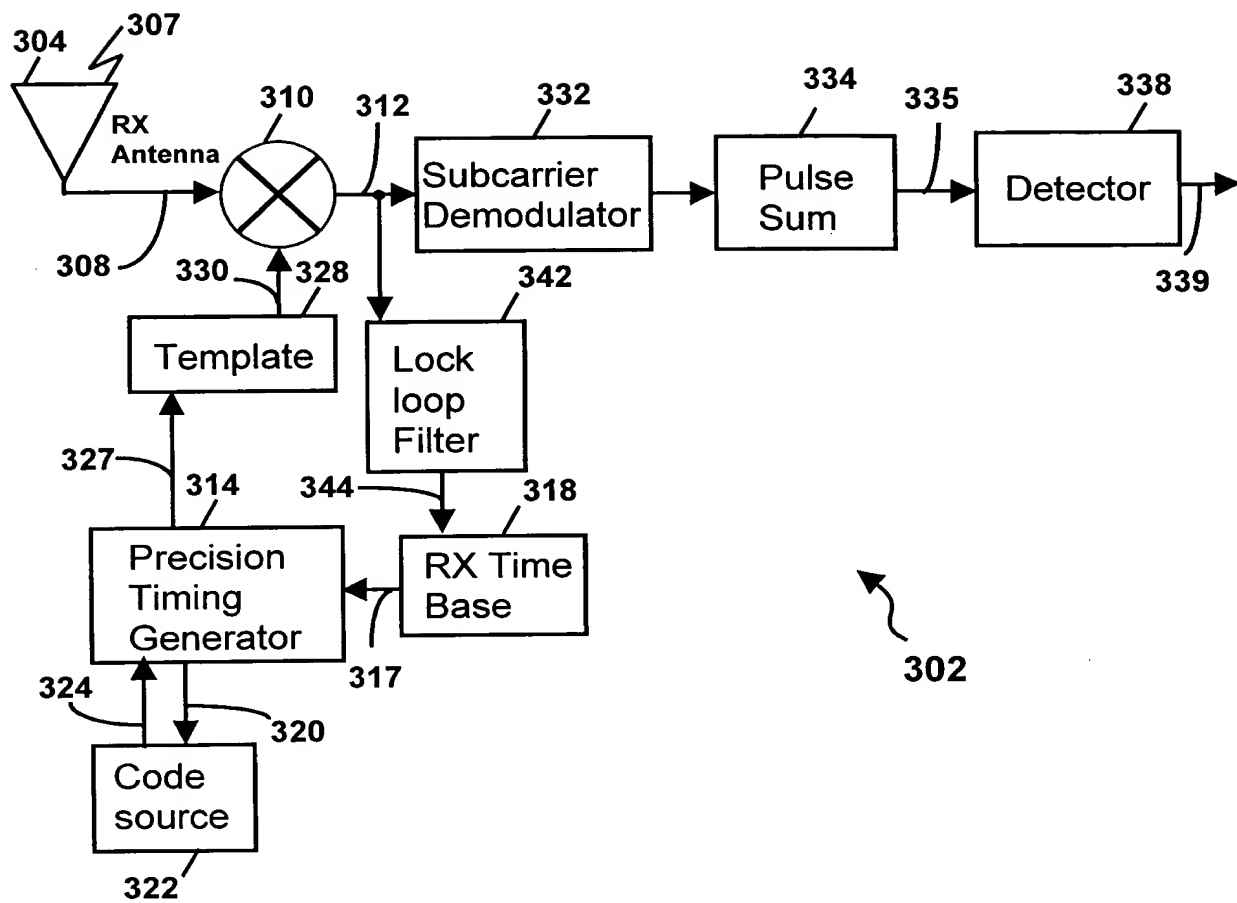 304
307
310
312
332
334
335
338
RX
Antenna
Subcarrier
Demodulator
Pulse
Sum
Detector
308
330
328
342
339
Template
Lock
loop
Filter
327
314
344
318
Precision
Timing
Generator
RX Time
Base
317
302
324
320
Code
source
322